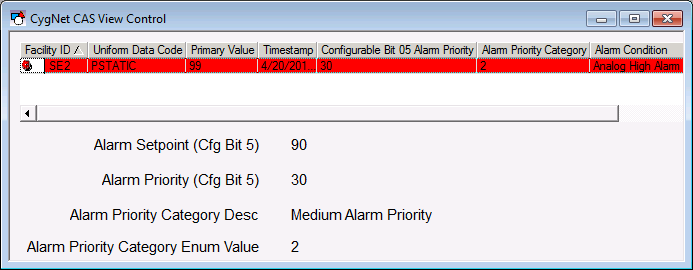 CygNet CAS View Control
Facility ID Uniform Data Code Primary Value Timestamp Configurable Bit 05 Alarm Priority Alarm Priority Category Alarm Condition
SE2 PSTATIC 99 4/20/201... 30 2 Analog High Alarm
Alarm Setpoint (Cfg Bit 5) 90
Alarm Priority (Cfg Bit 5) 30
Alarm Priority Category Desc Medium Alarm Priority
Alarm Priority Category Enum Value 2